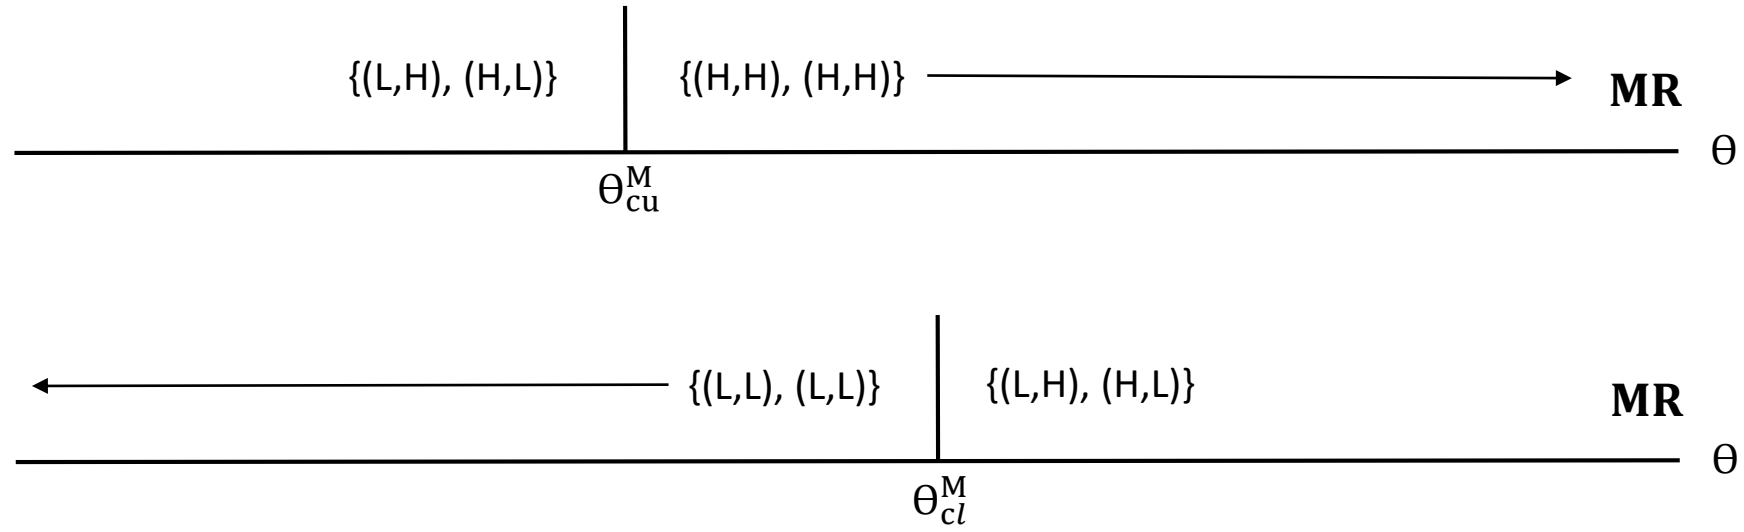 {(L,H), (H,L)} {(H,H), (H,H)} MR
ϴ
ϴ^M_cu
{(L,L), (L,L)} {(L,H), (H,L)} MR
ϴ
ϴ^M_cl